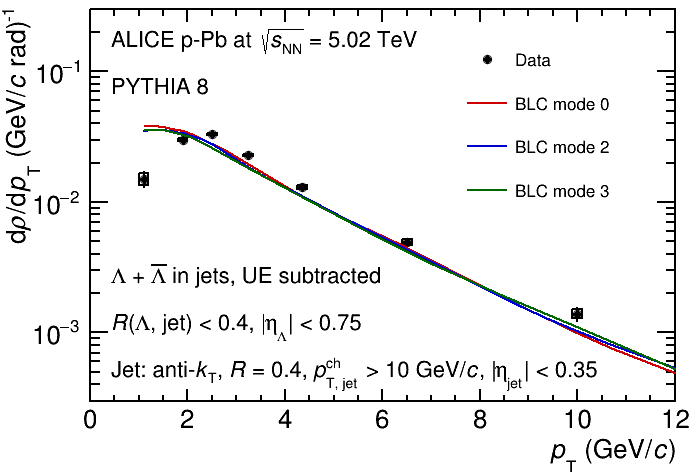 ALICE p-Pb at √s_NN = 5.02 TeV
PYTHIA 8
Data
BLC mode 0
BLC mode 2
BLC mode 3
Λ + Λ̅ in jets, UE subtracted
R(Λ, jet) < 0.4, |η_Λ| < 0.75
Jet: anti-k_T, R = 0.4, p^ch_T, jet > 10 GeV/c, |η_jet| < 0.35
dρ/dp_T (GeV/c rad)^-1
10^-1
10^-2
10^-3
0 2 4 6 8 10 12
p_T (GeV/c)